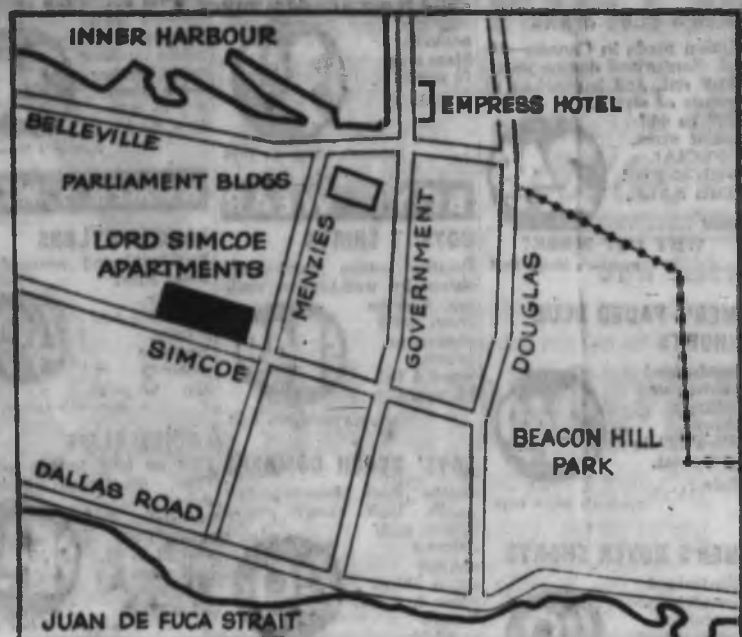 INNER HARBOUR
EMPRESS HOTEL
BELLEVILLE
PARLIAMENT BLDGS
LORD SIMCOE
APARTMENTS
MENZIES
GOVERNMENT
DOUGLAS
SIMCOE
BEACON HILL
PARK
DALLAS ROAD
JUAN DE FUCA STRAIT